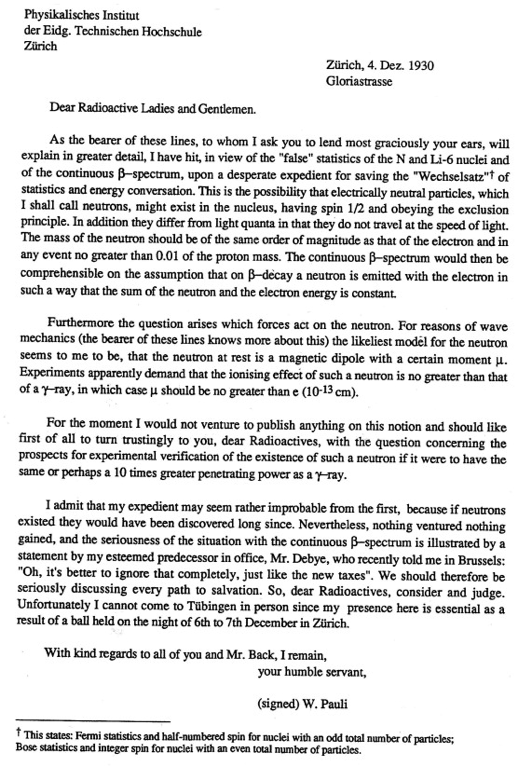 Physikalisches Institut
der Eidg. Technischen Hochschule
Zürich
Zürich, 4. Dez. 1930
Gloriastrasse
Dear Radioactive Ladies and Gentlemen.
As the bearer of these lines, to whom I ask you to lend most graciously your ears, will
explain in greater detail, I have hit, in view of the "false" statistics of the N and Li-6 nuclei and
of the continuous β–spectrum, upon a desperate expedient for saving the "Wechselsatz"† of
statistics and energy conversation. This is the possibility that electrically neutral particles, which
I shall call neutrons, might exist in the nucleus, having spin 1/2 and obeying the exclusion
principle. In addition they differ from light quanta in that they do not travel at the speed of light.
The mass of the neutron should be of the same order of magnitude as that of the electron and in
any event no greater than 0.01 of the proton mass. The continuous β–spectrum would then be
comprehensible on the assumption that on β–decay a neutron is emitted with the electron in
such a way that the sum of the neutron and the electron energy is constant.
Furthermore the question arises which forces act on the neutron. For reasons of wave
mechanics (the bearer of these lines knows more about this) the likeliest model for the neutron
seems to me to be, that the neutron at rest is a magnetic dipole with a certain moment μ.
Experiments apparently demand that the ionising effect of such a neutron is no greater than that
of a γ–ray, in which case μ should be no greater than e (10⁻¹³ cm).
For the moment I would not venture to publish anything on this notion and should like
first of all to turn trustingly to you, dear Radioactives, with the question concerning the
prospects for experimental verification of the existence of such a neutron if it were to have the
same or perhaps a 10 times greater penetrating power as a γ–ray.
I admit that my expedient may seem rather improbable from the first, because if neutrons
existed they would have been discovered long since. Nevertheless, nothing ventured nothing
gained, and the seriousness of the situation with the continuous β–spectrum is illustrated by a
statement by my esteemed predecessor in office, Mr. Debye, who recently told me in Brussels:
"Oh, it's better to ignore that completely, just like the new taxes". We should therefore be
seriously discussing every path to salvation. So, dear Radioactives, consider and judge.
Unfortunately I cannot come to Tübingen in person since my presence here is essential as a
result of a ball held on the night of 6th to 7th December in Zürich.
With kind regards to all of you and Mr. Back, I remain,
your humble servant,
(signed) W. Pauli
† This states: Fermi statistics and half-numbered spin for nuclei with an odd total number of particles;
Bose statistics and integer spin for nuclei with an even total number of particles.